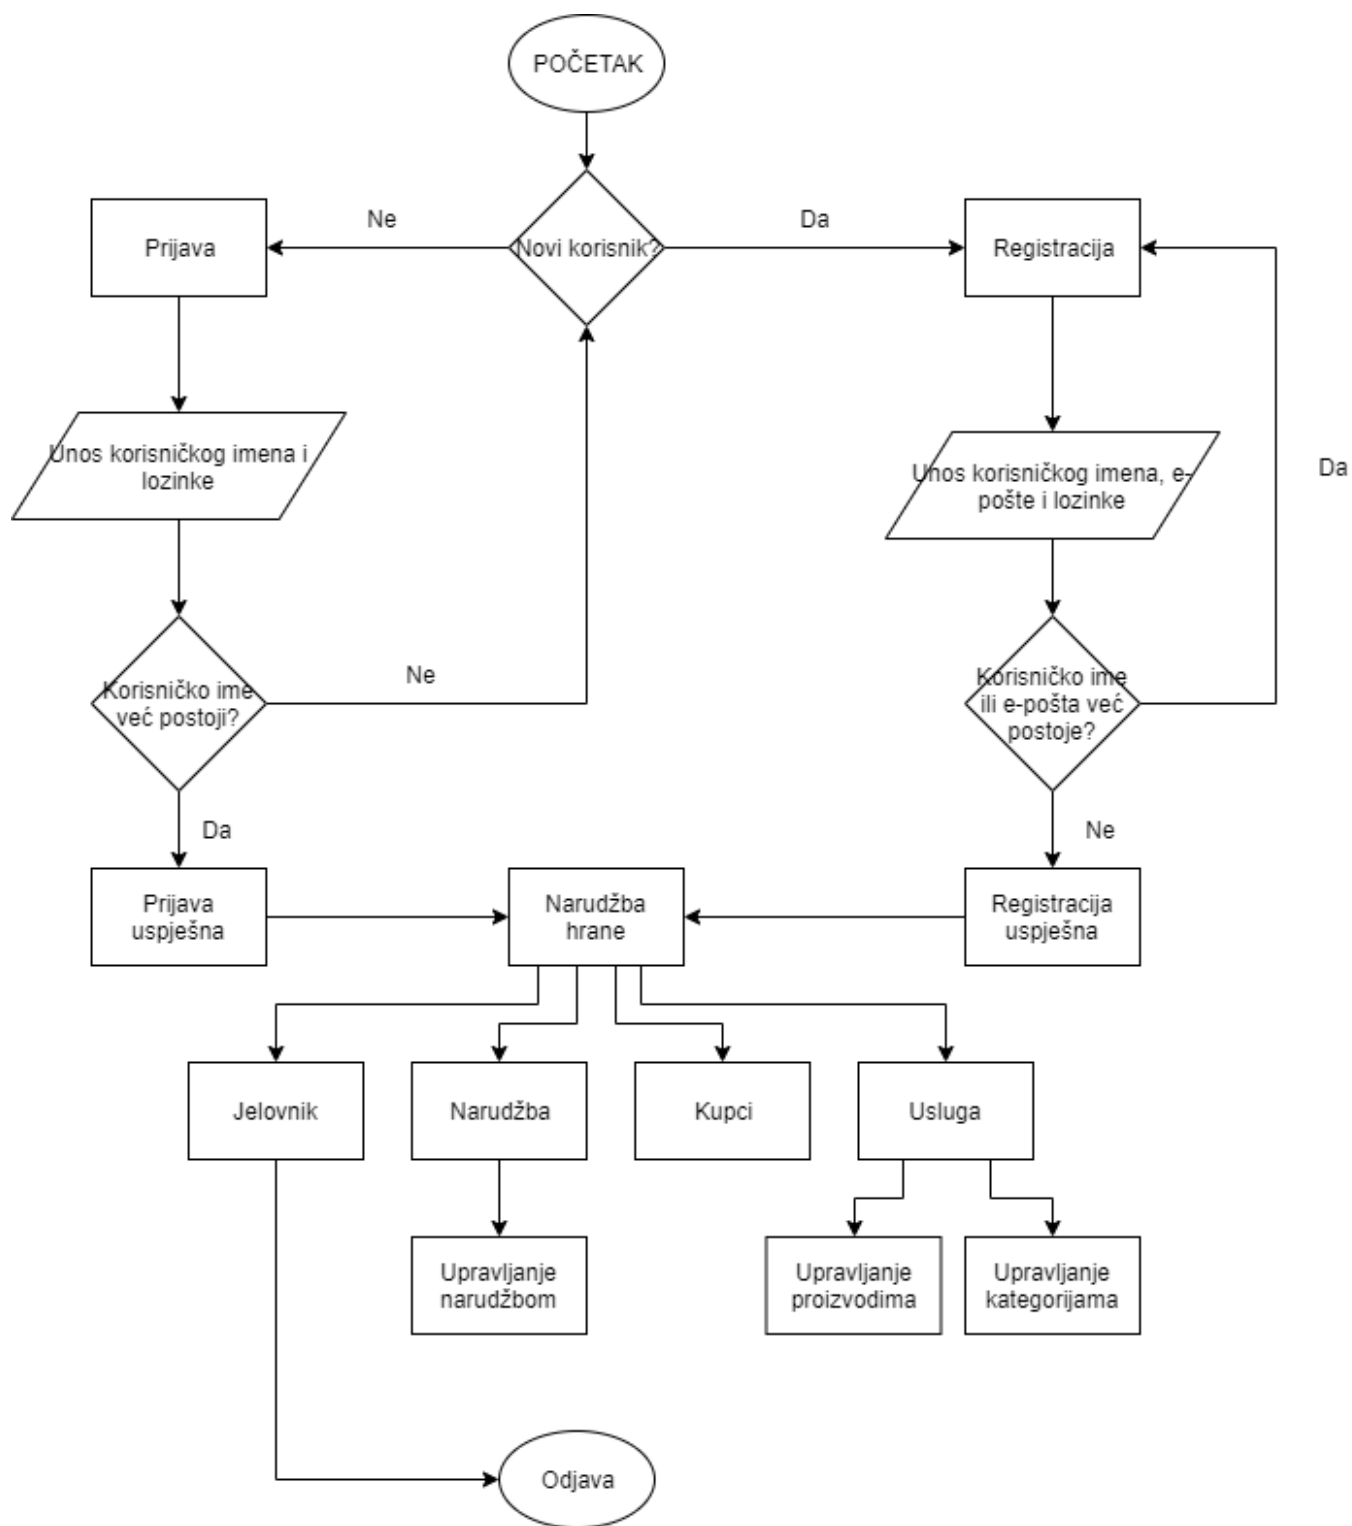 POČETAK
Ne
Da
Prijava
Novi korisnik?
Registracija
Unos korisničkog imena i
lozinke
Unos korisničkog imena, e-
pošte i lozinke
Da
Ne
Korisničko ime
već postoji?
Korisničko ime
ili e-pošta već
postoje?
Da
Ne
Prijava
uspješna
Narudžba
hrane
Registracija
uspješna
Jelovnik
Narudžba
Kupci
Usluga
Upravljanje
narudžbom
Upravljanje
proizvodima
Upravljanje
kategorijama
Odjava